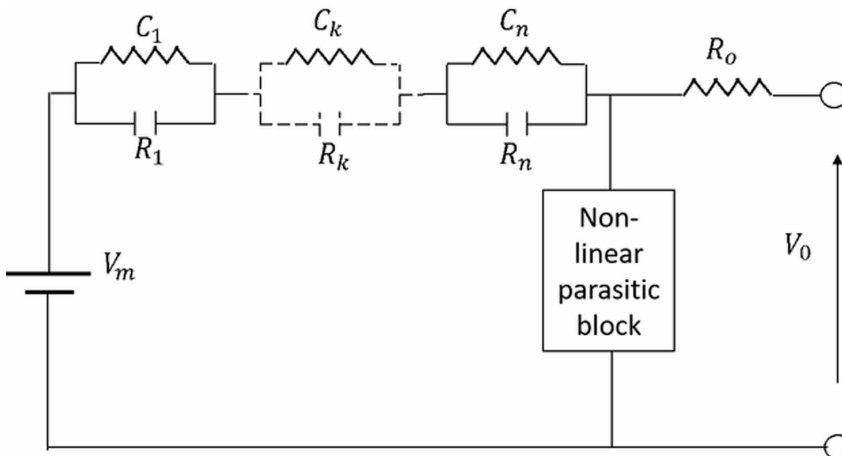 C₁
Cₖ
Cₙ
Rₒ
R₁
Rₖ
Rₙ
Vₘ
Non-
linear
parasitic
block
V₀